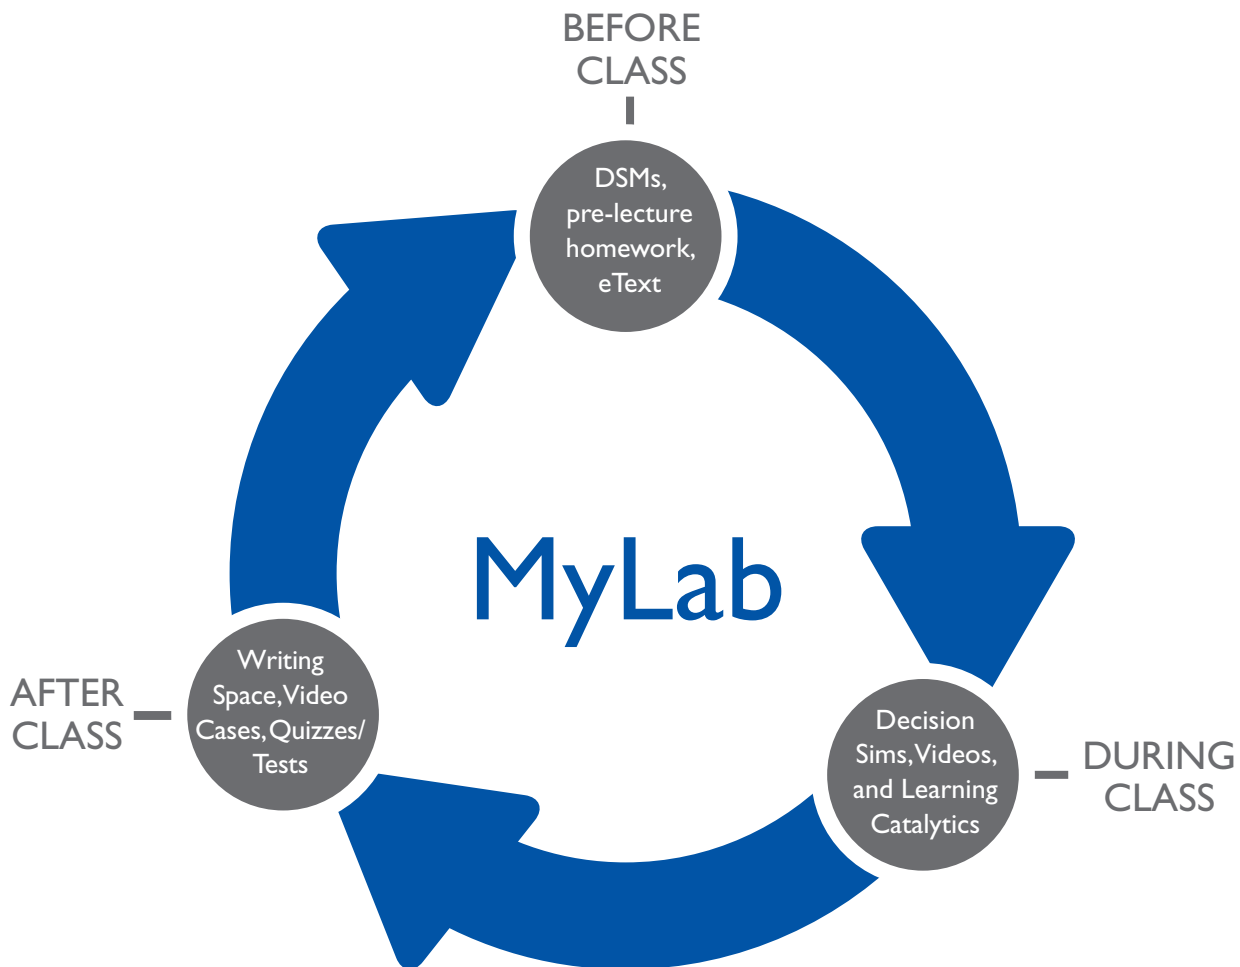 BEFORE
CLASS
DSMs,
pre-lecture
homework,
eText
MyLab
AFTER
CLASS
Writing
Space, Video
Cases, Quizzes/
Tests
Decision
Sims, Videos,
and Learning
Catalytics
DURING
CLASS